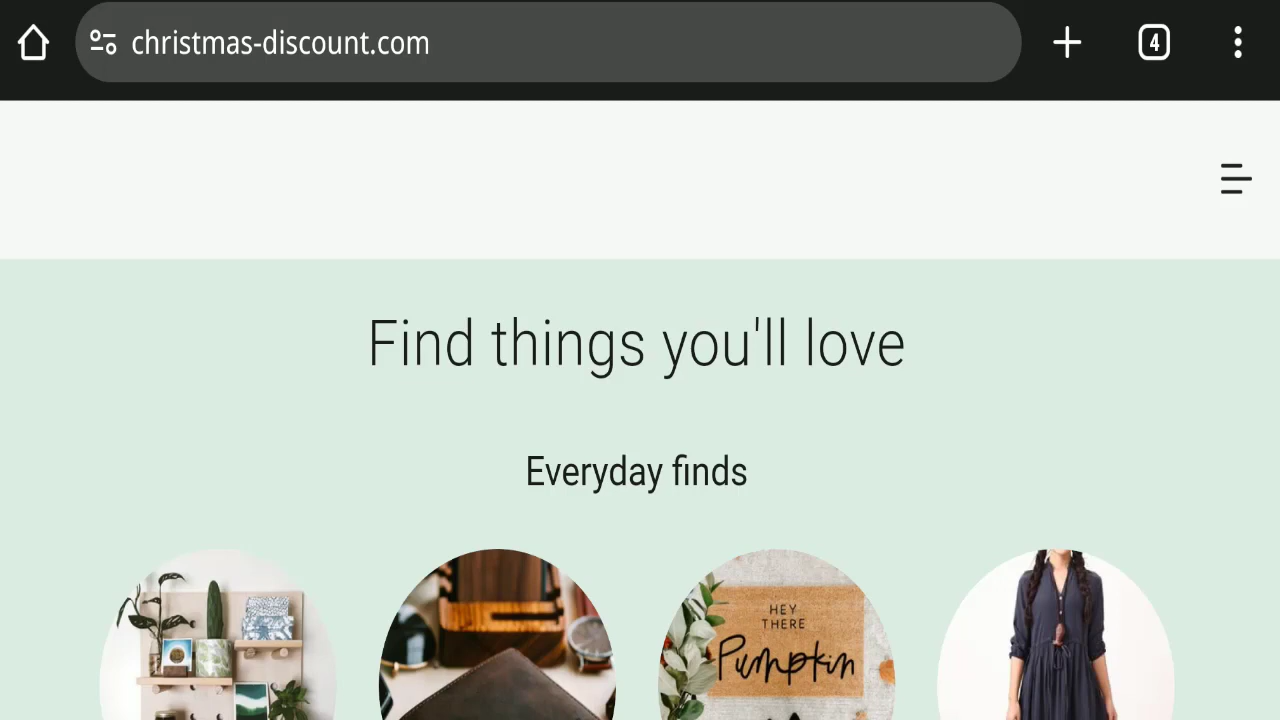 christmas-discount.com
4
Find things you'll love
Everyday finds
HEY
THERE
Pumpkin